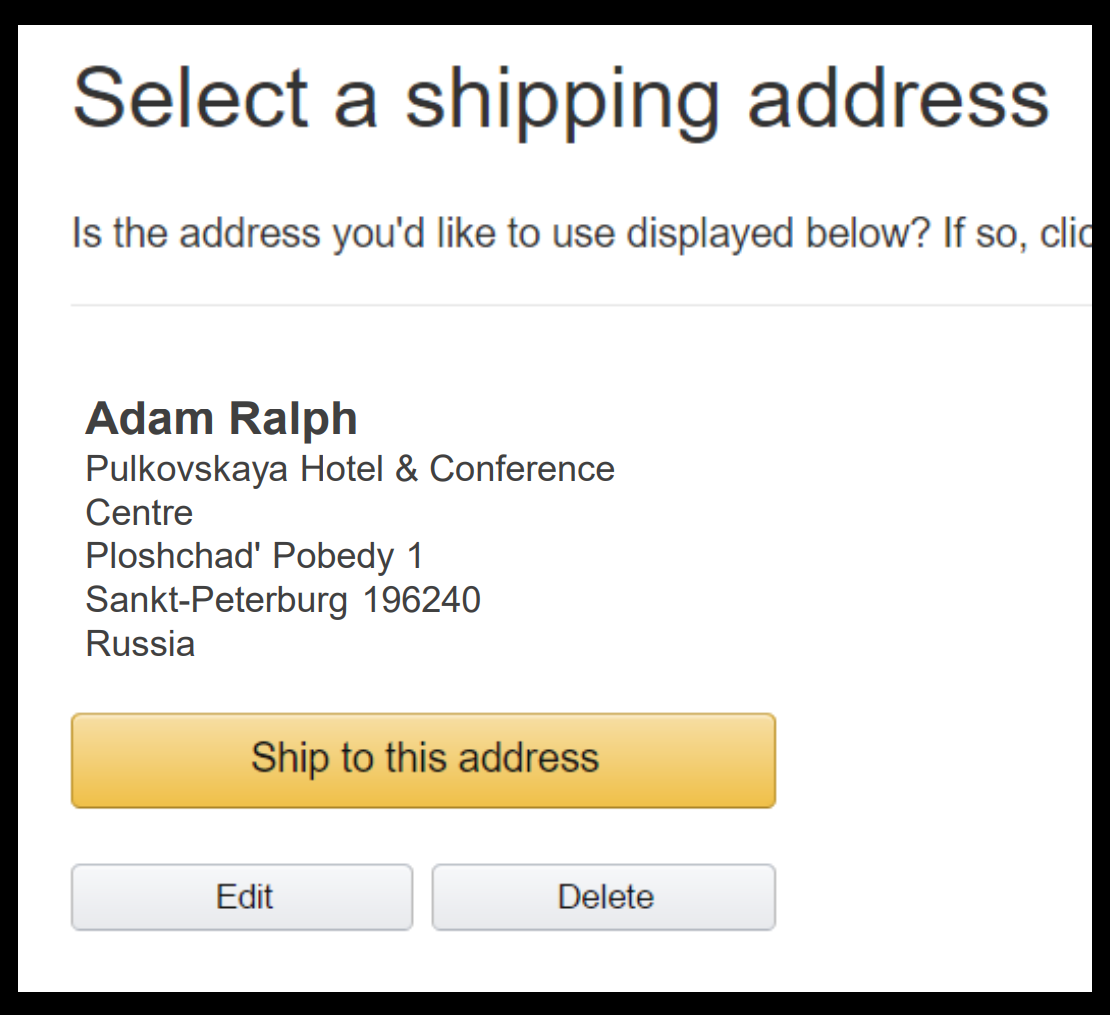 Select a shipping address
Is the address you'd like to use displayed below? If so, clic
Adam Ralph
Pulkovskaya Hotel & Conference
Centre
Ploshchad' Pobedy 1
Sankt-Peterburg 196240
Russia
Ship to this address
Edit
Delete